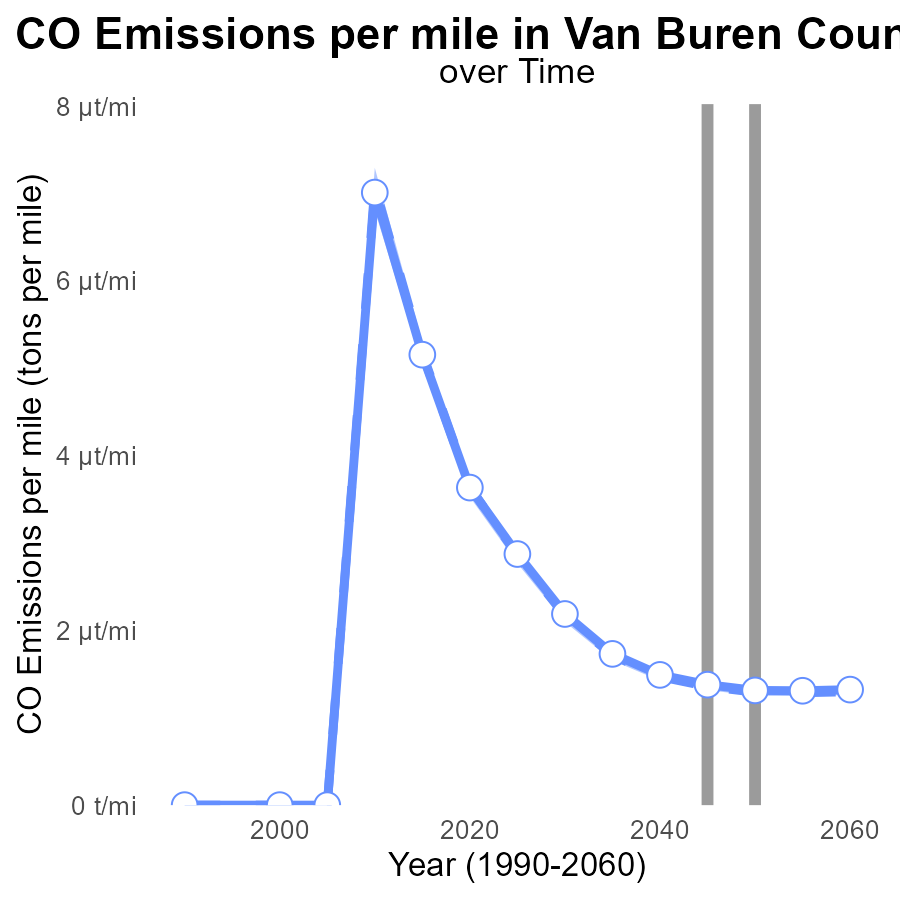 CO Emissions per mile in Van Buren Coun
over Time
8 µt/mi
6 µt/mi
4 µt/mi
2 µt/mi
0 t/mi
CO Emissions per mile (tons per mile)
2000 2020 2040 2060
Year (1990-2060)